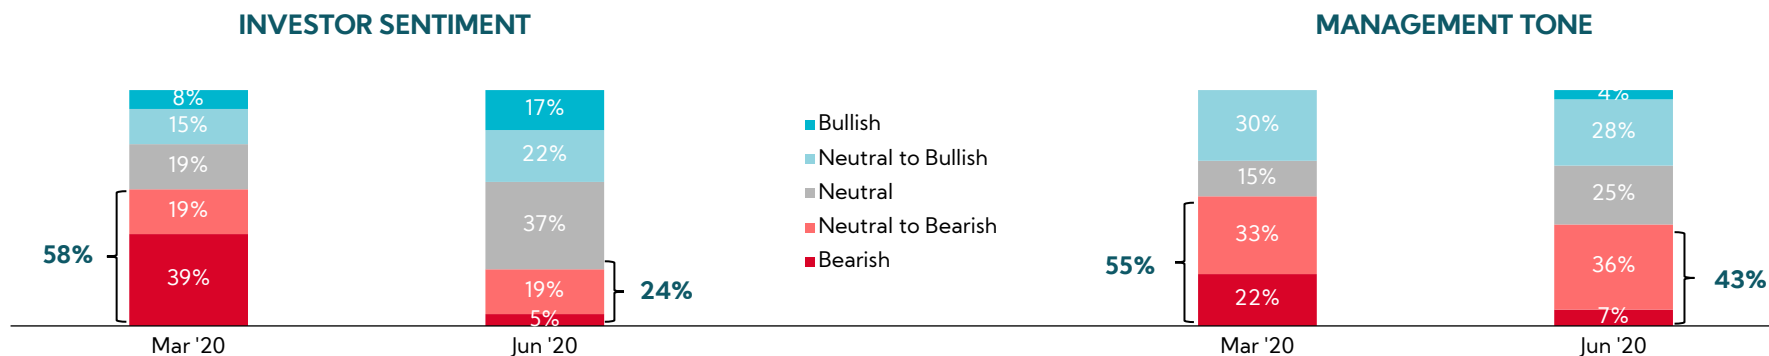 INVESTOR SENTIMENT
8%
15%
19%
19%
39%
58%
Mar '20
17%
22%
37%
19%
5%
24%
Jun '20
Bullish
Neutral to Bullish
Neutral
Neutral to Bearish
Bearish
MANAGEMENT TONE
30%
15%
33%
22%
55%
Mar '20
4%
28%
25%
36%
7%
43%
Jun '20